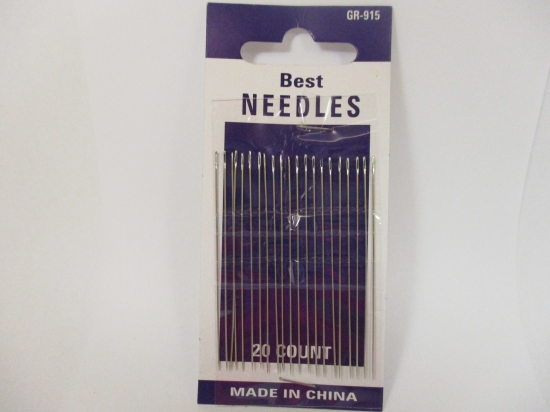 GR-915
Best
NEEDLES
20 COUNT
MADE IN CHINA